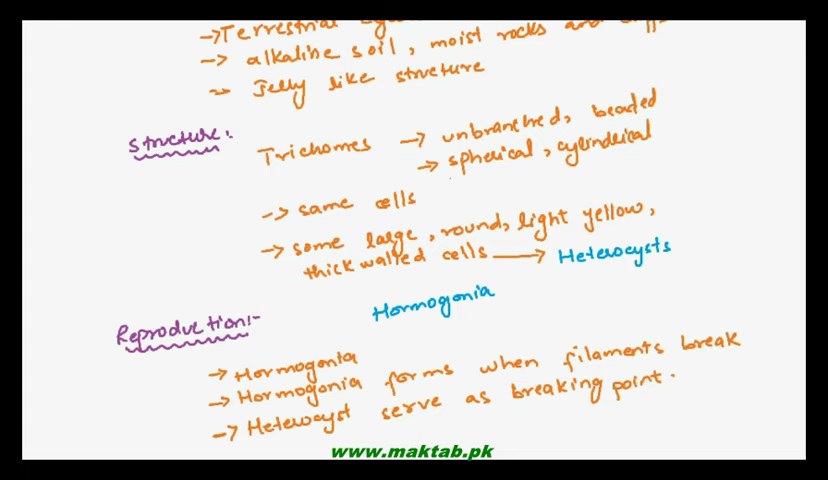 →Terrestrial
→ alkaline soil, moist rocks and
→ Jelly like structure
Structure:
Trichomes → unbranched, beaded
→ spherical, cylindrical
→ same cells
→ some large, round, light yellow,
thick walled cells → Heterocysts
Hormogonia
Reproduction:-
→ Hormogonia
→ Hormogonia forms when filaments break
→ Heterocyst serve as breaking point.
www.maktab.pk